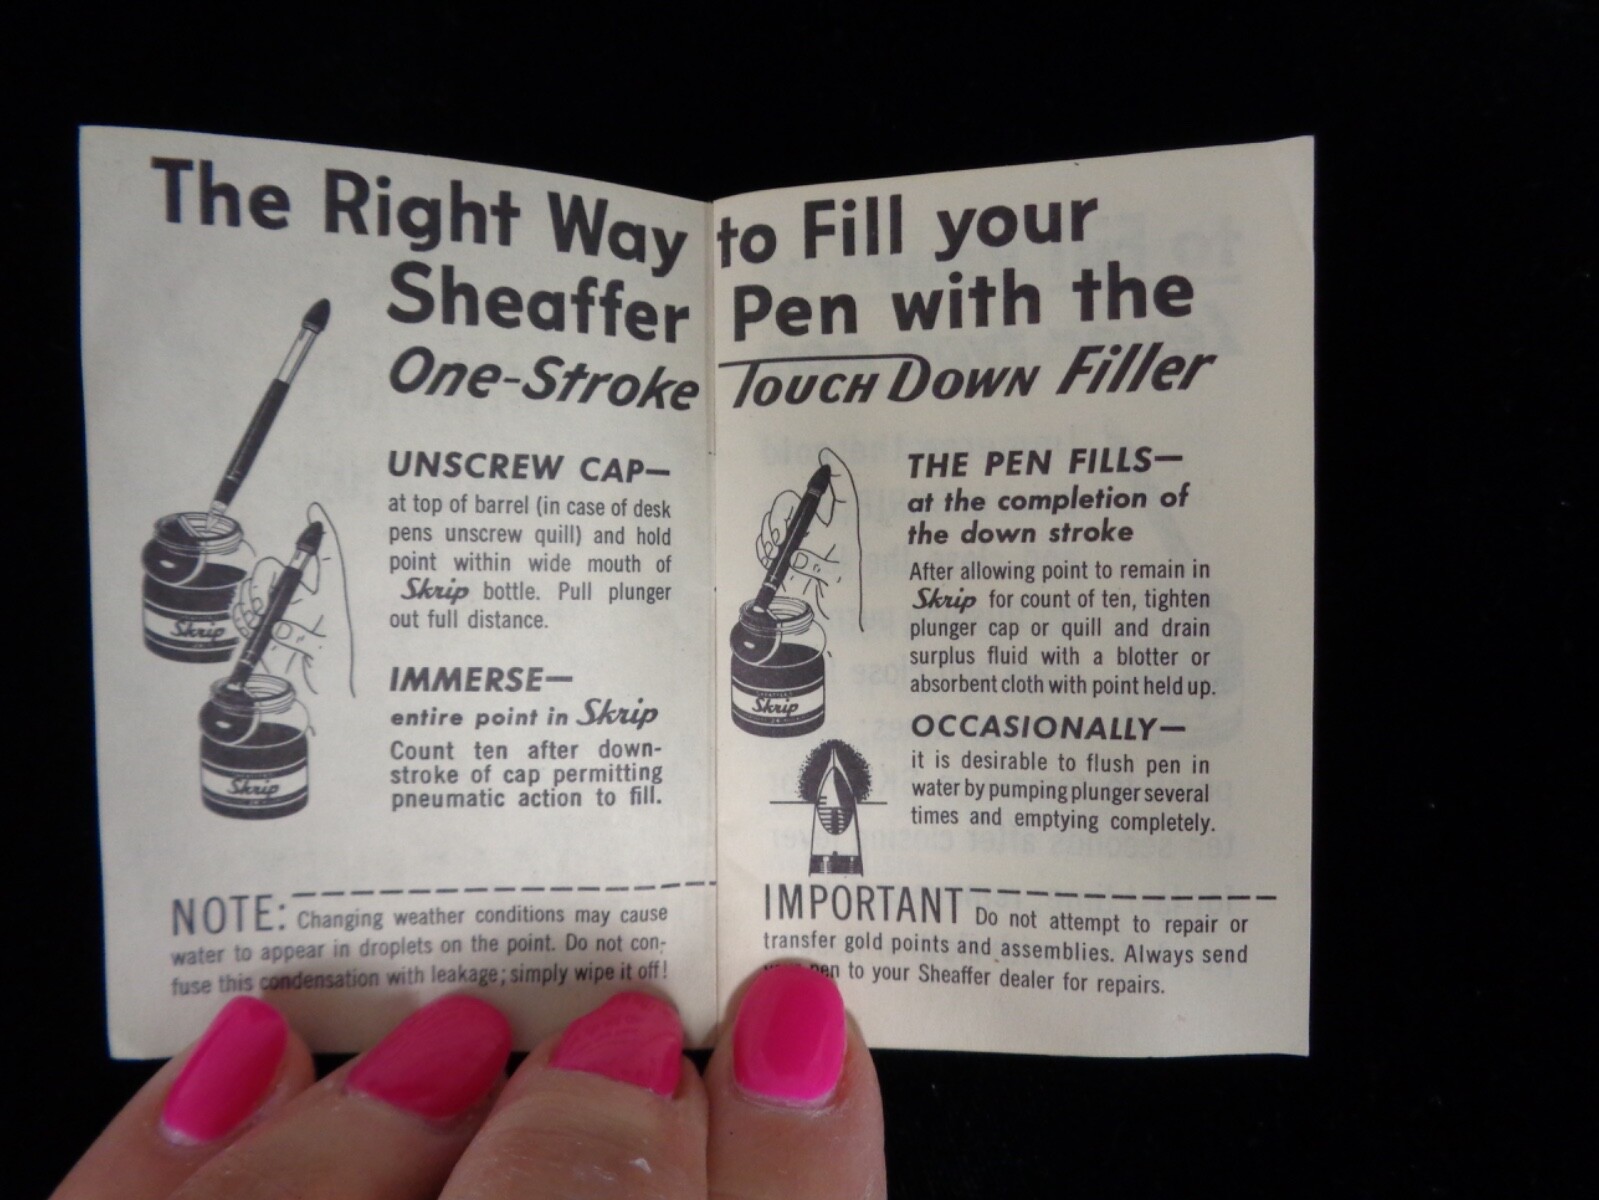 The Right Way to Fill your
Sheaffer Pen with the
One-Stroke TOUCH DOWN Filler
UNSCREW CAP—
at top of barrel (in case of desk
pens unscrew quill) and hold
point within wide mouth of
Skrip bottle. Pull plunger
out full distance.
IMMERSE—
entire point in Skrip
Count ten after down-
stroke of cap permitting
pneumatic action to fill.
Skrip
Skrip
NOTE: Changing weather conditions may cause
water to appear in droplets on the point. Do not con-
fuse this condensation with leakage; simply wipe it off!
THE PEN FILLS—
at the completion of
the down stroke
After allowing point to remain in
Skrip for count of ten, tighten
plunger cap or quill and drain
surplus fluid with a blotter or
absorbent cloth with point held up.
Skrip
OCCASIONALLY—
it is desirable to flush pen in
water by pumping plunger several
times and emptying completely.
IMPORTANT Do not attempt to repair or
transfer gold points and assemblies. Always send
pen to your Sheaffer dealer for repairs.